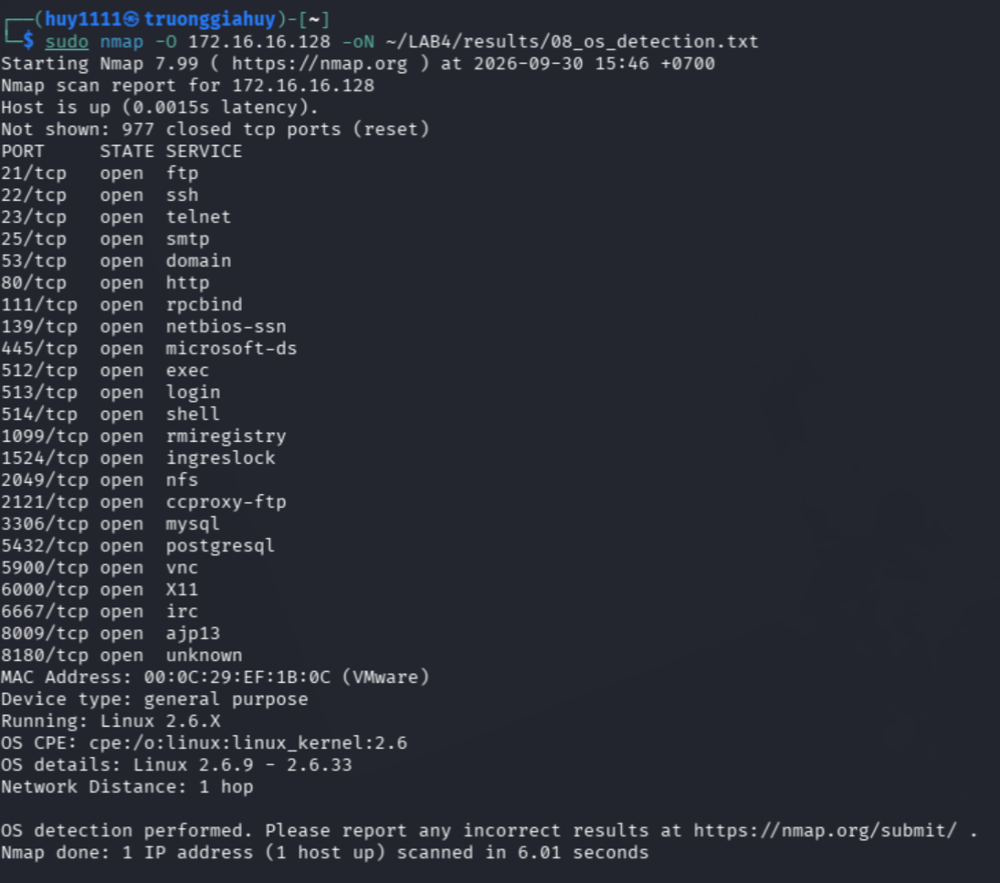 ┌──(huy1111㉿truonggiahuy)-[~]
└─$ sudo nmap -O 172.16.16.128 -oN ~/LAB4/results/08_os_detection.txt
Starting Nmap 7.99 ( https://nmap.org ) at 2026-09-30 15:46 +0700
Nmap scan report for 172.16.16.128
Host is up (0.0015s latency).
Not shown: 977 closed tcp ports (reset)
PORT     STATE SERVICE
21/tcp   open  ftp
22/tcp   open  ssh
23/tcp   open  telnet
25/tcp   open  smtp
53/tcp   open  domain
80/tcp   open  http
111/tcp  open  rpcbind
139/tcp  open  netbios-ssn
445/tcp  open  microsoft-ds
512/tcp  open  exec
513/tcp  open  login
514/tcp  open  shell
1099/tcp open  rmiregistry
1524/tcp open  ingreslock
2049/tcp open  nfs
2121/tcp open  ccproxy-ftp
3306/tcp open  mysql
5432/tcp open  postgresql
5900/tcp open  vnc
6000/tcp open  X11
6667/tcp open  irc
8009/tcp open  ajp13
8180/tcp open  unknown
MAC Address: 00:0C:29:EF:1B:0C (VMware)
Device type: general purpose
Running: Linux 2.6.X
OS CPE: cpe:/o:linux:linux_kernel:2.6
OS details: Linux 2.6.9 - 2.6.33
Network Distance: 1 hop
OS detection performed. Please report any incorrect results at https://nmap.org/submit/ .
Nmap done: 1 IP address (1 host up) scanned in 6.01 seconds